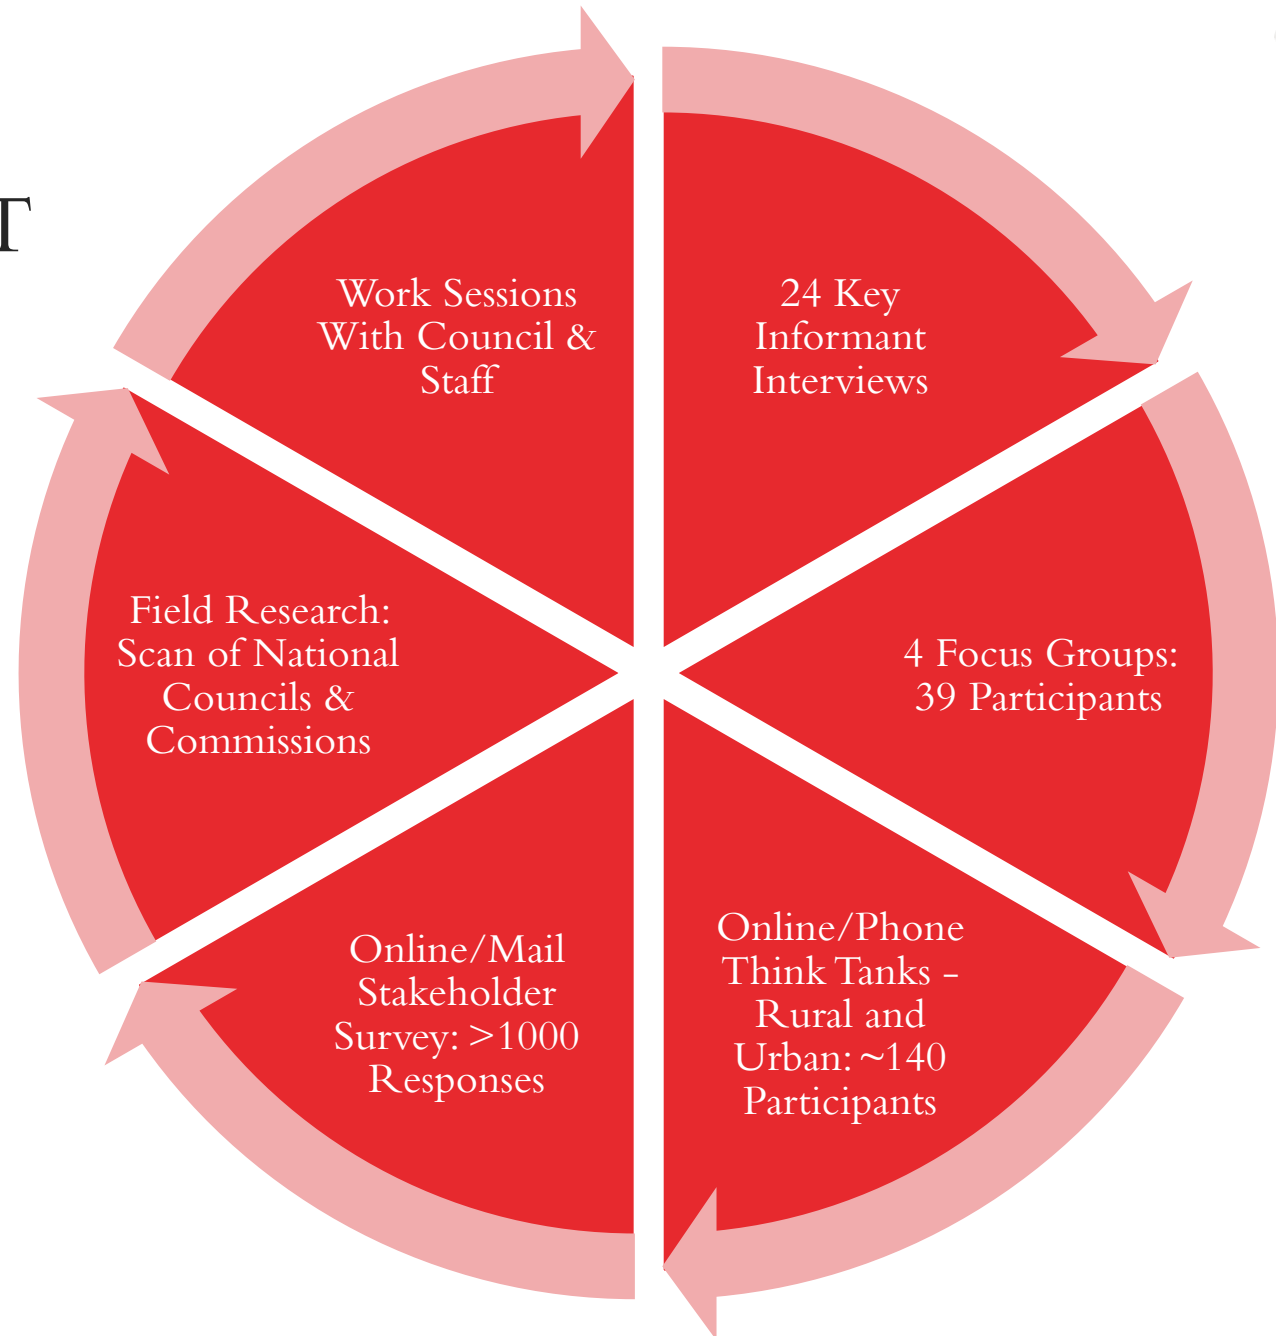 T
Work Sessions
With Council &
Staff
24 Key
Informant
Interviews
4 Focus Groups:
39 Participants
Online/Phone
Think Tanks –
Rural and
Urban: ~140
Participants
Online/Mail
Stakeholder
Survey: >1000
Responses
Field Research:
Scan of National
Councils &
Commissions